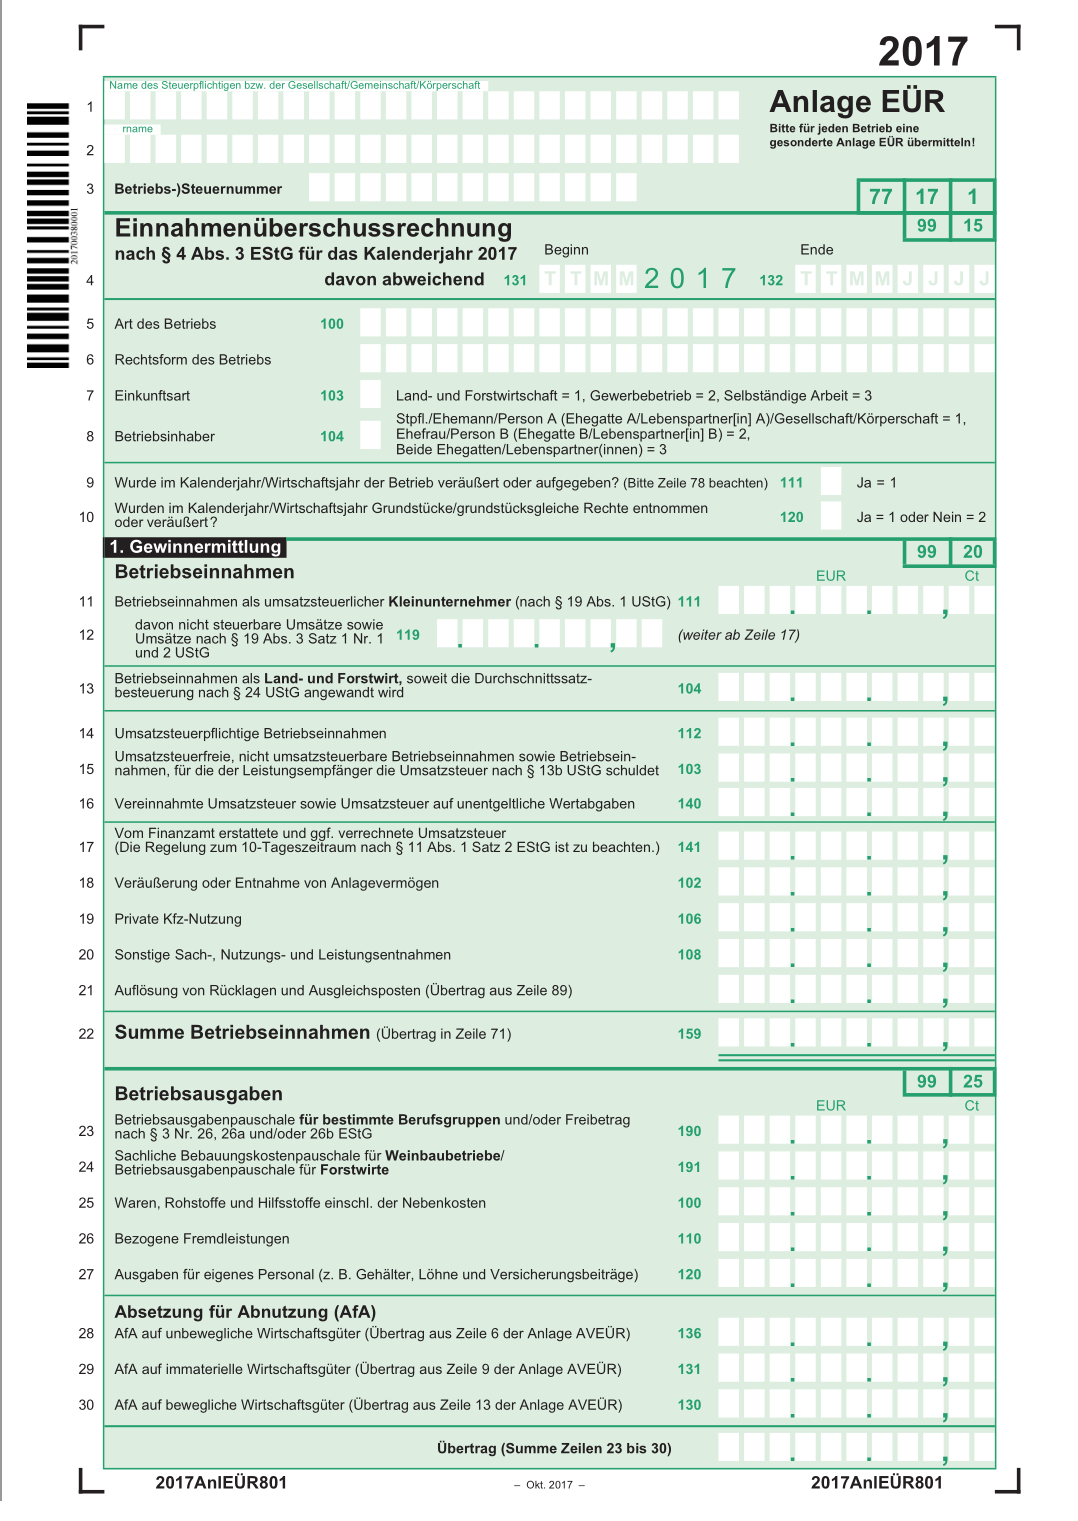 2017
Name des Steuerpflichtigen bzw. der Gesellschaft/Gemeinschaft/Körperschaft
1
Anlage EÜR
Bitte für jeden Betrieb eine
gesonderte Anlage EÜR übermitteln!
rname
2
3 Betriebs-)Steuernummer
77 17 1
201700380001
Einnahmenüberschussrechnung 99 15
nach § 4 Abs. 3 EStG für das Kalenderjahr 2017 Beginn Ende
4 davon abweichend 131 T T M M 2 0 1 7 132 T T M M J J J J
5 Art des Betriebs 100
6 Rechtsform des Betriebs
7 Einkunftsart 103 Land- und Forstwirtschaft = 1, Gewerbebetrieb = 2, Selbständige Arbeit = 3
Stpfl./Ehemann/Person A (Ehegatte A/Lebenspartner[in] A)/Gesellschaft/Körperschaft = 1,
8 Betriebsinhaber 104 Ehefrau/Person B (Ehegatte B/Lebenspartner[in] B) = 2,
Beide Ehegatten/Lebenspartner(innen) = 3
9 Wurde im Kalenderjahr/Wirtschaftsjahr der Betrieb veräußert oder aufgegeben? (Bitte Zeile 78 beachten) 111 Ja = 1
Wurden im Kalenderjahr/Wirtschaftsjahr Grundstücke/grundstücksgleiche Rechte entnommen
10 oder veräußert? 120 Ja = 1 oder Nein = 2
1. Gewinnermittlung 99 20
Betriebseinnahmen EUR Ct
11 Betriebseinnahmen als umsatzsteuerlicher Kleinunternehmer (nach § 19 Abs. 1 UStG) 111 . . ,
davon nicht steuerbare Umsätze sowie
12 Umsätze nach § 19 Abs. 3 Satz 1 Nr. 1 119 . . , (weiter ab Zeile 17)
und 2 UStG
Betriebseinnahmen als Land- und Forstwirt, soweit die Durchschnittssatz-
13 besteuerung nach § 24 UStG angewandt wird 104 . . ,
14 Umsatzsteuerpflichtige Betriebseinnahmen 112 . . ,
Umsatzsteuerfreie, nicht umsatzsteuerbare Betriebseinnahmen sowie Betriebsein-
15 nahmen, für die der Leistungsempfänger die Umsatzsteuer nach § 13b UStG schuldet 103 . . ,
16 Vereinnahmte Umsatzsteuer sowie Umsatzsteuer auf unentgeltliche Wertabgaben 140 . . ,
Vom Finanzamt erstattete und ggf. verrechnete Umsatzsteuer
17 (Die Regelung zum 10-Tageszeitraum nach § 11 Abs. 1 Satz 2 EStG ist zu beachten.) 141 . . ,
18 Veräußerung oder Entnahme von Anlagevermögen 102 . . ,
19 Private Kfz-Nutzung 106 . . ,
20 Sonstige Sach-, Nutzungs- und Leistungsentnahmen 108 . . ,
21 Auflösung von Rücklagen und Ausgleichsposten (Übertrag aus Zeile 89) . . ,
22 Summe Betriebseinnahmen (Übertrag in Zeile 71) 159 . . ,
99 25
Betriebsausgaben EUR Ct
Betriebsausgabenpauschale für bestimmte Berufsgruppen und/oder Freibetrag
23 nach § 3 Nr. 26, 26a und/oder 26b EStG 190 . . ,
Sachliche Bebauungskostenpauschale für Weinbaubetriebe/
24 Betriebsausgabenpauschale für Forstwirte 191 . . ,
25 Waren, Rohstoffe und Hilfsstoffe einschl. der Nebenkosten 100 . . ,
26 Bezogene Fremdleistungen 110 . . ,
27 Ausgaben für eigenes Personal (z. B. Gehälter, Löhne und Versicherungsbeiträge) 120 . . ,
Absetzung für Abnutzung (AfA)
28 AfA auf unbewegliche Wirtschaftsgüter (Übertrag aus Zeile 6 der Anlage AVEÜR) 136 . . ,
29 AfA auf immaterielle Wirtschaftsgüter (Übertrag aus Zeile 9 der Anlage AVEÜR) 131 . . ,
30 AfA auf bewegliche Wirtschaftsgüter (Übertrag aus Zeile 13 der Anlage AVEÜR) 130 . . ,
Übertrag (Summe Zeilen 23 bis 30) . . ,
2017AnlEÜR801 – Okt. 2017 – 2017AnlEÜR801